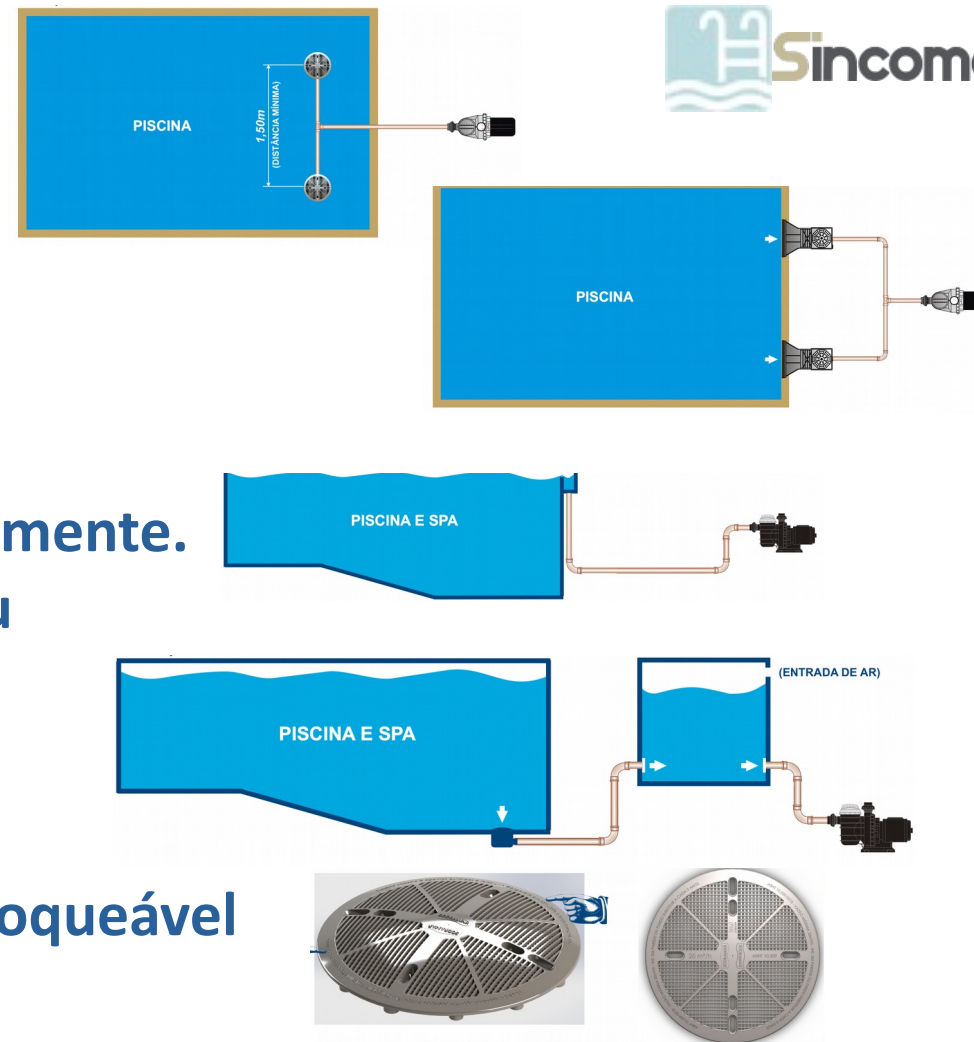 Sincom
PISCINA
1,50m
(DISTÂNCIA MÍNIMA)
PISCINA
mente.
PISCINA E SPA
u
(ENTRADA DE AR)
PISCINA E SPA
oqueável